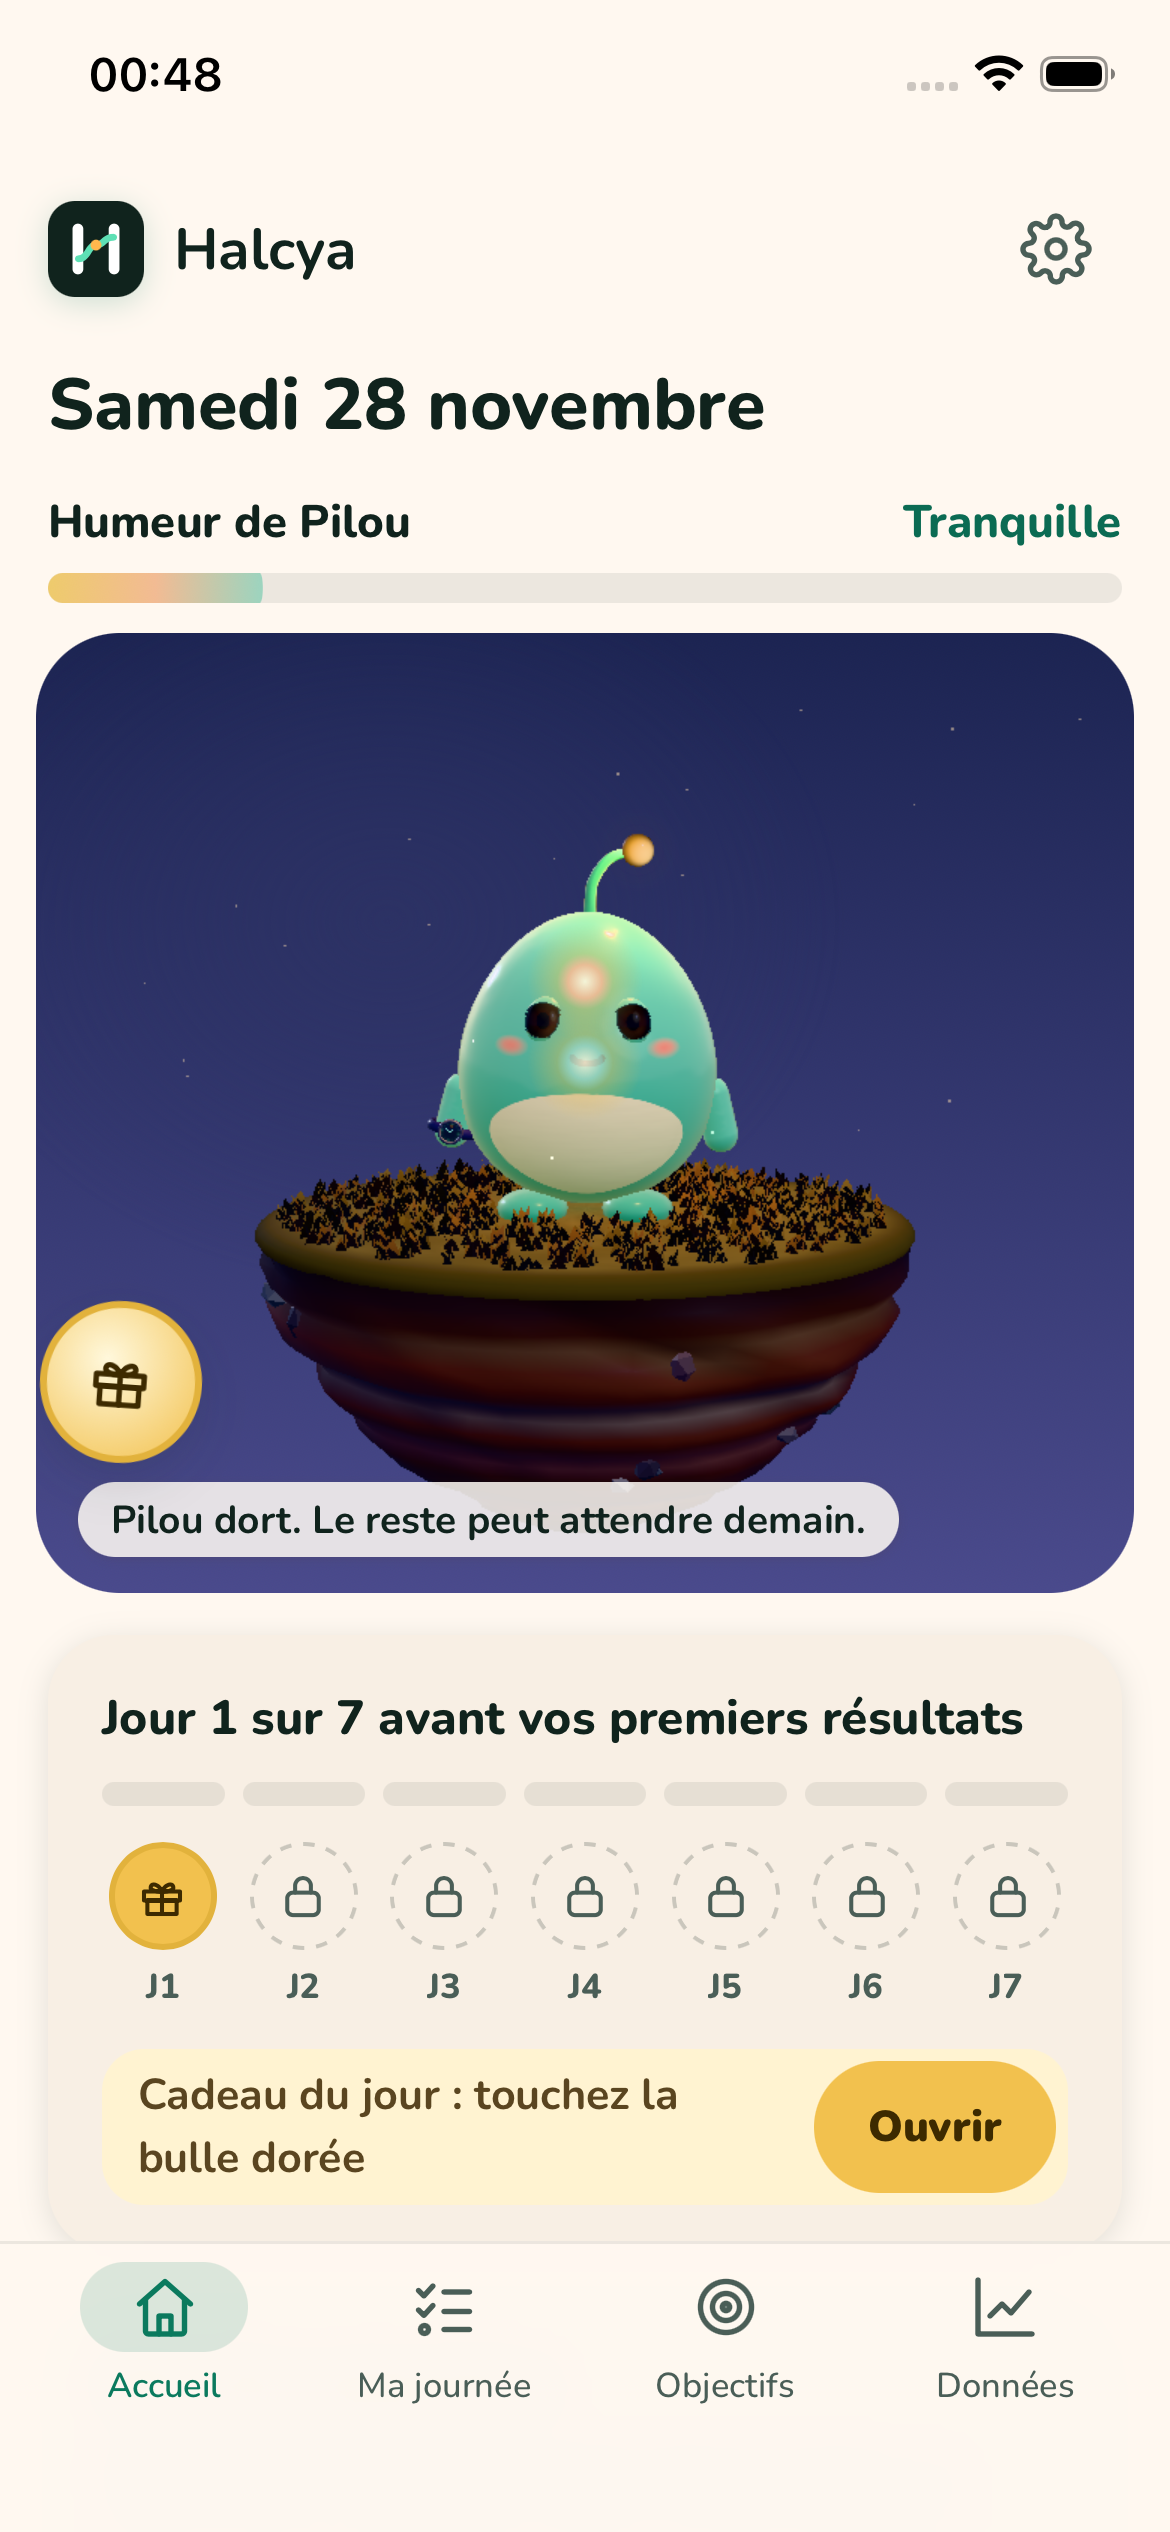 00:48
Halcya
Samedi 28 novembre
Humeur de Pilou
Tranquille
Pilou dort. Le reste peut attendre demain.
Jour 1 sur 7 avant vos premiers résultats
J1 J2 J3 J4 J5 J6 J7
Cadeau du jour : touchez la
bulle dorée
Ouvrir
Accueil Ma journée Objectifs Données